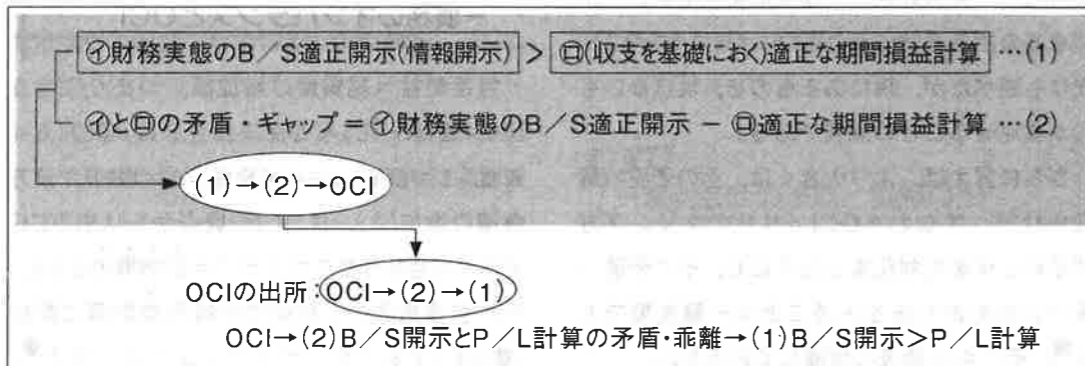 ㋑財務実態のB／S適正開示(情報開示) > ㋺(収支を基礎におく)適正な期間損益計算 …(1)
㋑と㋺の矛盾・ギャップ＝㋑財務実態のB／S適正開示 − ㋺適正な期間損益計算 …(2)
(1)→(2)→OCI
OCIの出所：OCI→(2)→(1)
OCI→(2)B／S開示とP／L計算の矛盾・乖離→(1)B／S開示>P／L計算